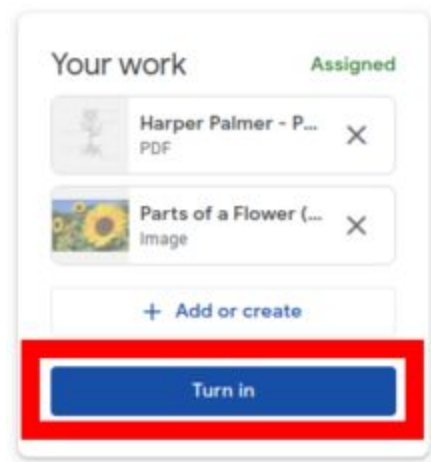 Your work
Assigned
Harper Palmer - P...
PDF
Parts of a Flower (...
Image
+ Add or create
Turn in